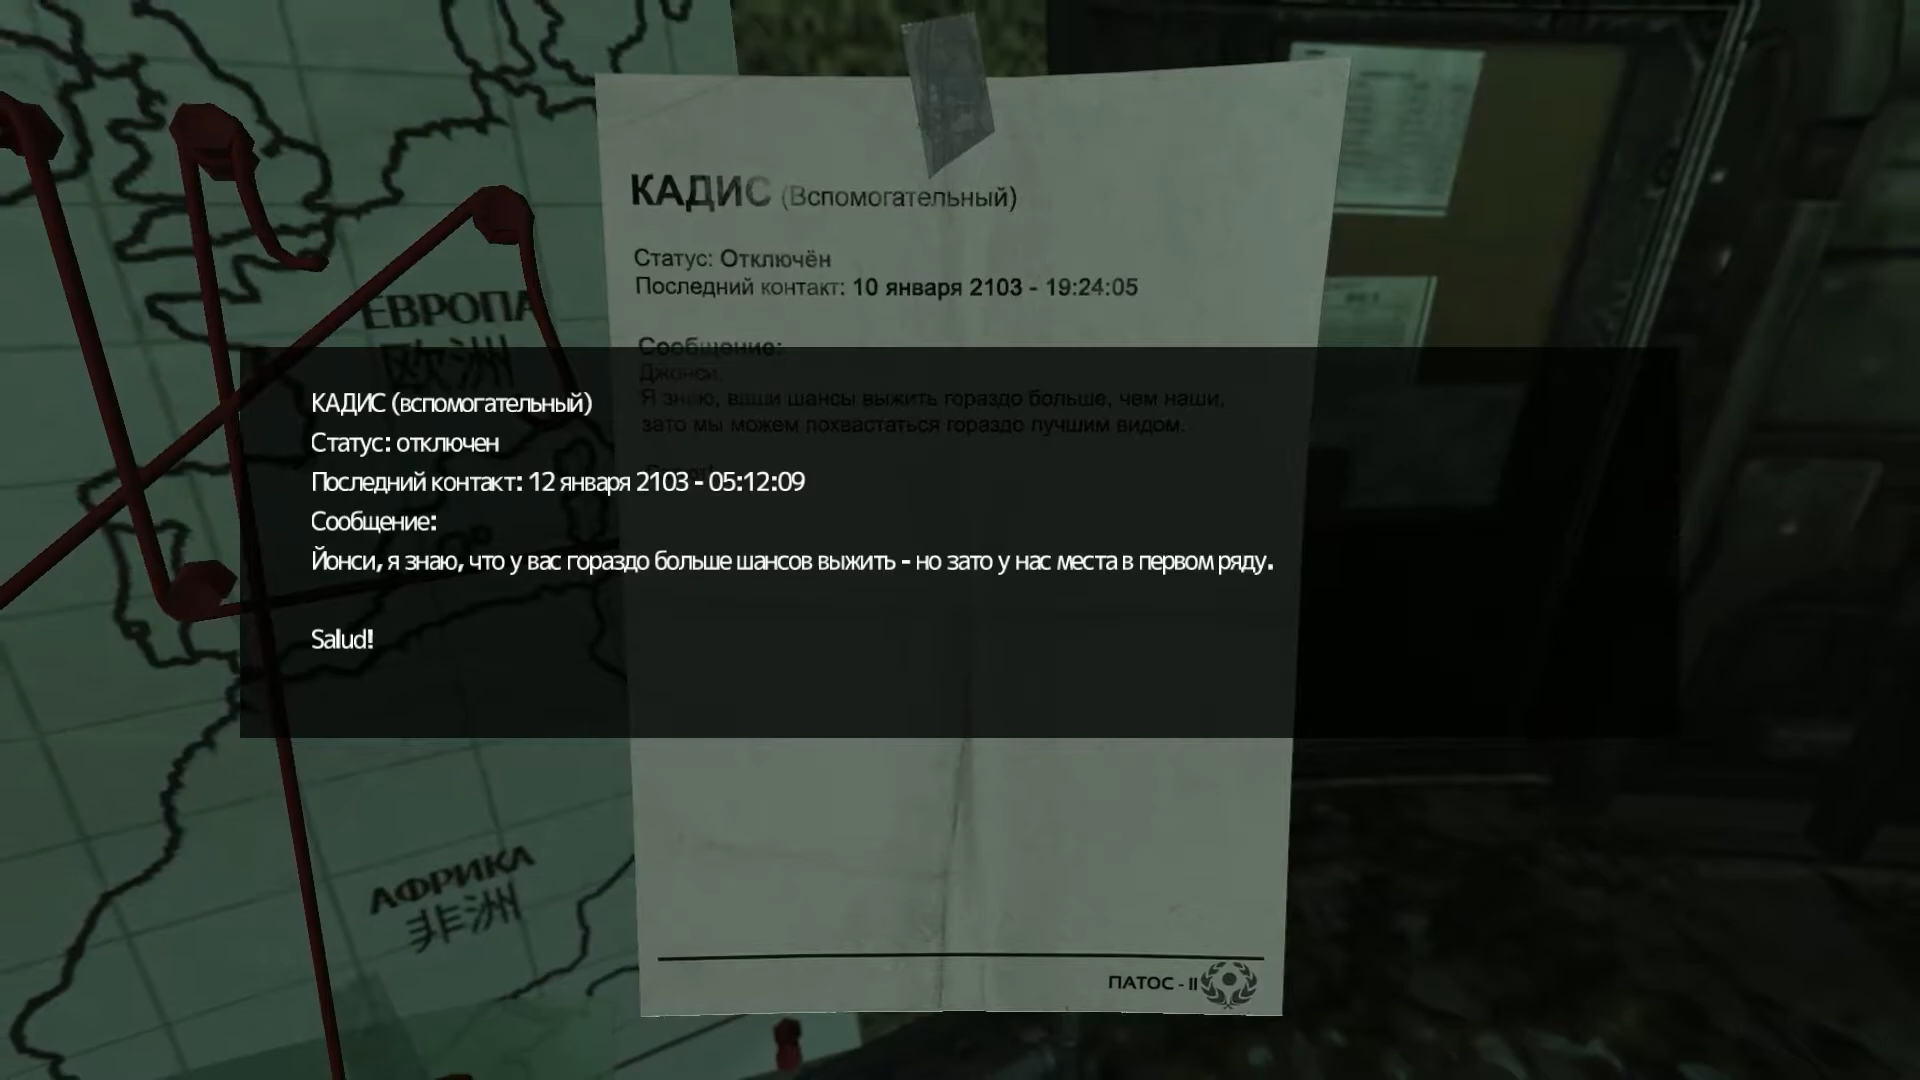 КАДИС (Вспомогательный)
Статус: Отключён
Последний контакт: 10 января 2103 - 19:24:05
Сообщение:
Джонси,
Я знаю, ваши шансы выжить гораздо больше, чем наши,
зато мы можем похвастаться гораздо лучшим видом.
КАДИС (вспомогательный)
Статус: отключен
Последний контакт: 12 января 2103 - 05:12:09
Сообщение:
Йонси, я знаю, что у вас гораздо больше шансов выжить - но зато у нас места в первом ряду.
Salud!
ПАТОС - II
ЕВРОПА
欧洲
АФРИКА
非洲